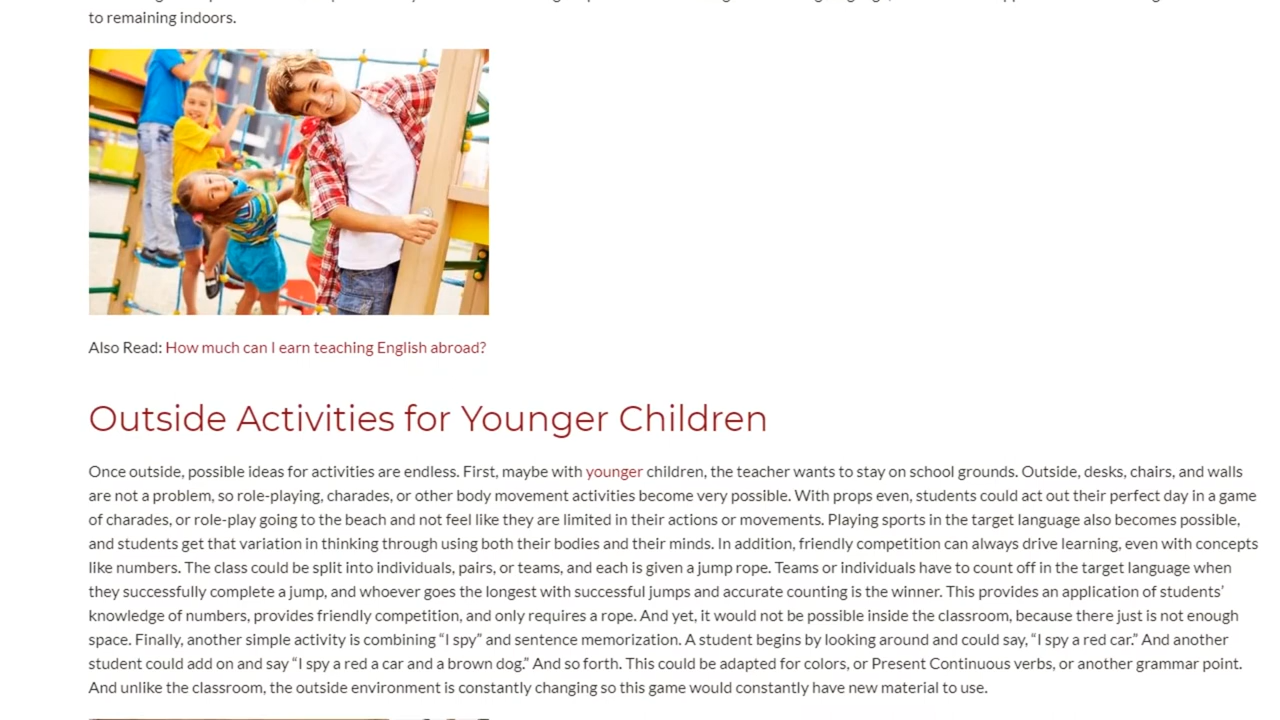 to remaining indoors.
Also Read: How much can I earn teaching English abroad?
Outside Activities for Younger Children
Once outside, possible ideas for activities are endless. First, maybe with younger children, the teacher wants to stay on school grounds. Outside, desks, chairs, and walls
are not a problem, so role-playing, charades, or other body movement activities become very possible. With props even, students could act out their perfect day in a game
of charades, or role-play going to the beach and not feel like they are limited in their actions or movements. Playing sports in the target language also becomes possible,
and students get that variation in thinking through using both their bodies and their minds. In addition, friendly competition can always drive learning, even with concepts
like numbers. The class could be split into individuals, pairs, or teams, and each is given a jump rope. Teams or individuals have to count off in the target language when
they successfully complete a jump, and whoever goes the longest with successful jumps and accurate counting is the winner. This provides an application of students’
knowledge of numbers, provides friendly competition, and only requires a rope. And yet, it would not be possible inside the classroom, because there just is not enough
space. Finally, another simple activity is combining “I spy” and sentence memorization. A student begins by looking around and could say, “I spy a red car.” And another
student could add on and say “I spy a red a car and a brown dog.” And so forth. This could be adapted for colors, or Present Continuous verbs, or another grammar point.
And unlike the classroom, the outside environment is constantly changing so this game would constantly have new material to use.